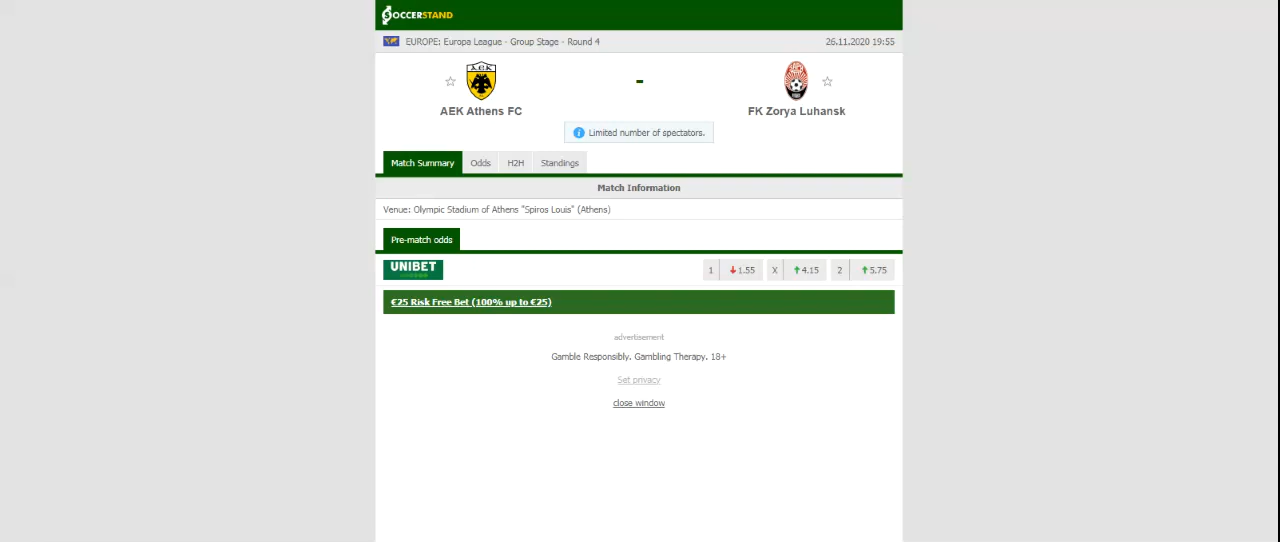 SOCCERSTAND
EUROPE: Europa League - Group Stage - Round 4 26.11.2020 19:55
AEK
-
AEK Athens FC FK Zorya Luhansk
Limited number of spectators.
Match Summary Odds H2H Standings
Match Information
Venue: Olympic Stadium of Athens "Spiros Louis" (Athens)
Pre-match odds
UNIBET 1 1.55 X 4.15 2 5.75
€25 Risk Free Bet (100% up to €25)
advertisement
Gamble Responsibly. Gambling Therapy. 18+
Set privacy
close window